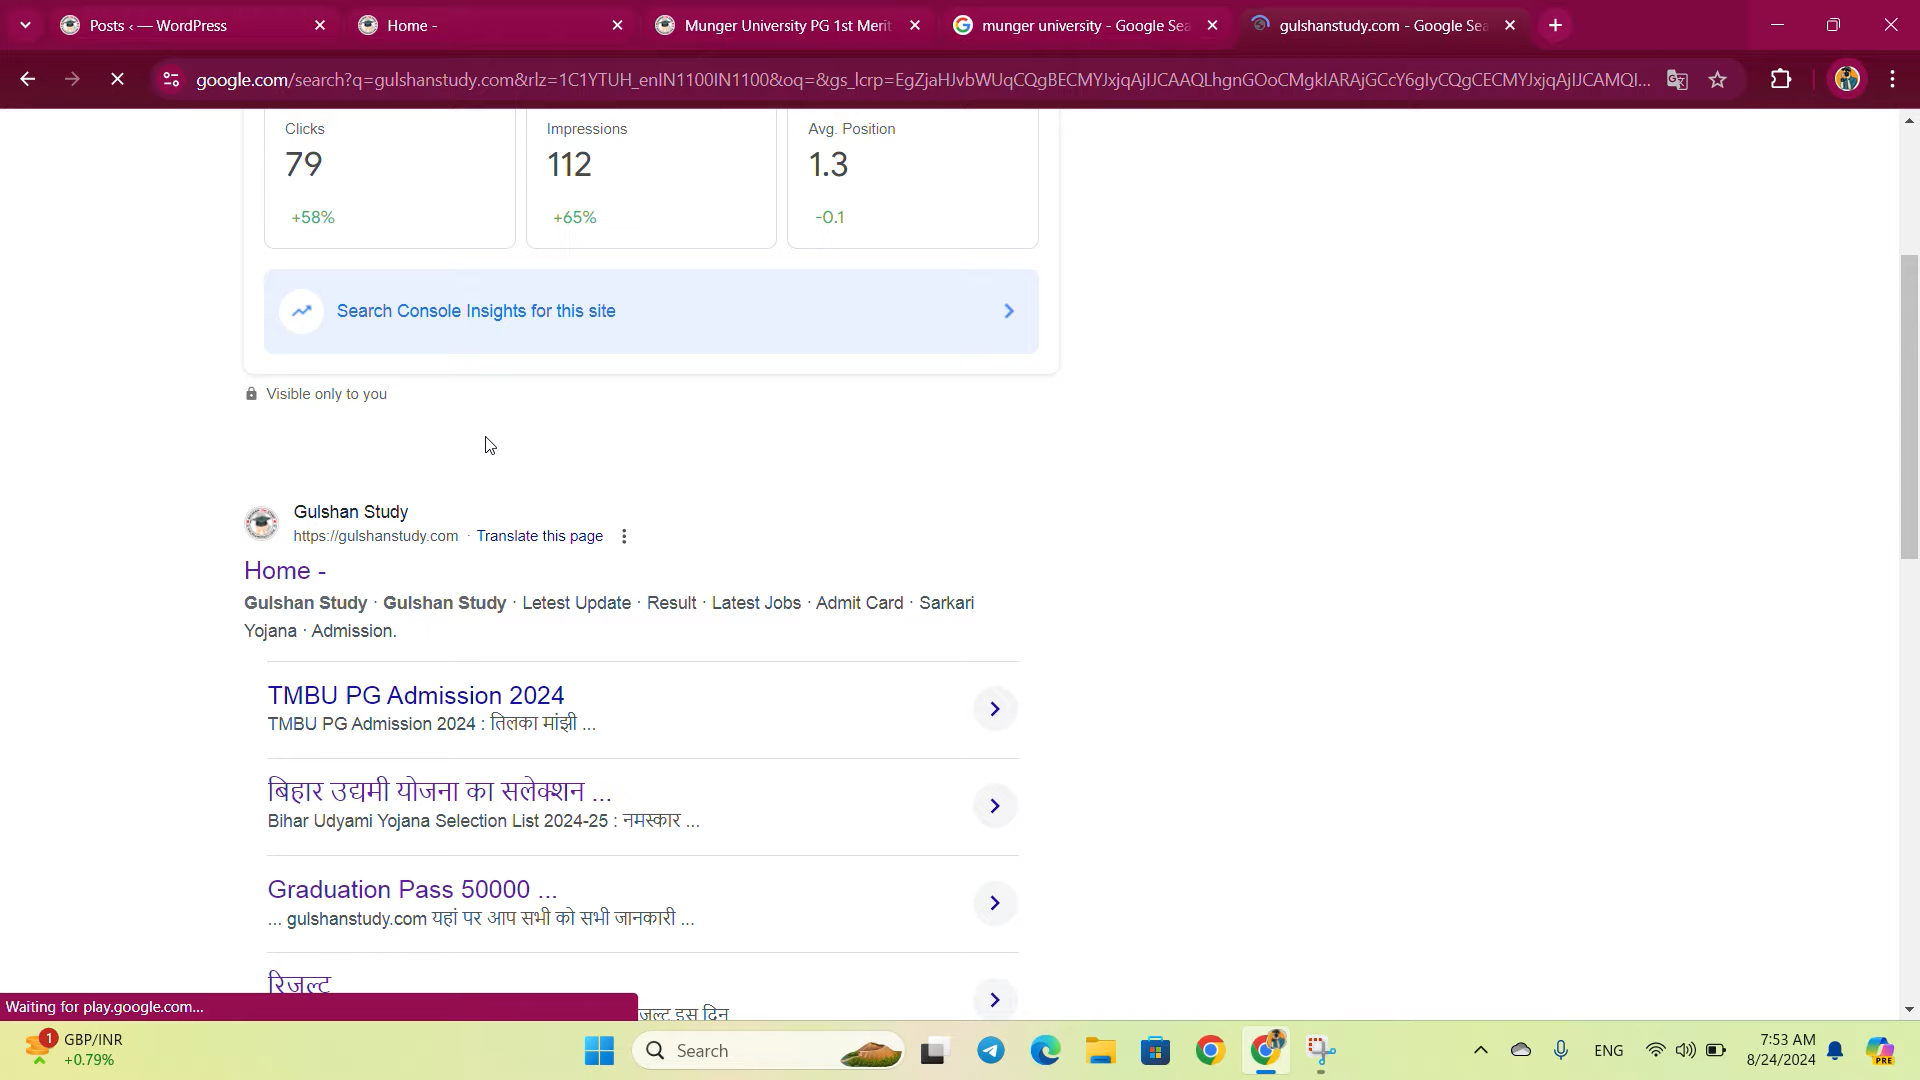 Posts ‹ — WordPress
Home -
Munger University PG 1st Merit
munger university - Google Sea
gulshanstudy.com - Google Sea
google.com/search?q=gulshanstudy.com&rlz=1C1YTUH_enIN1100IN1100&oq=&gs_lcrp=EgZjaHJvbWUqCQgBECMYJxjqAjIJCAAQLhgnGOoCMgkIARAjGCcY6gIyCQgCECMYJxjqAjIJCAMQI...
Clicks
Impressions
Avg. Position
79
112
1.3
+58%
+65%
-0.1
Search Console Insights for this site
Visible only to you
Gulshan Study
https://gulshanstudy.com · Translate this page
Home -
Gulshan Study · Gulshan Study · Letest Update · Result · Latest Jobs · Admit Card · Sarkari
Yojana · Admission.
TMBU PG Admission 2024
TMBU PG Admission 2024 : तिलका मांझी ...
बिहार उद्यमी योजना का सलेक्शन ...
Bihar Udyami Yojana Selection List 2024-25 : नमस्कार ...
Graduation Pass 50000 ...
... gulshanstudy.com यहां पर आप सभी को सभी जानकारी ...
रिजल्ट
Waiting for play.google.com...
जल्ट इस दिन
1
GBP/INR
+0.79%
Search
ENG
7:53 AM
8/24/2024
PRE